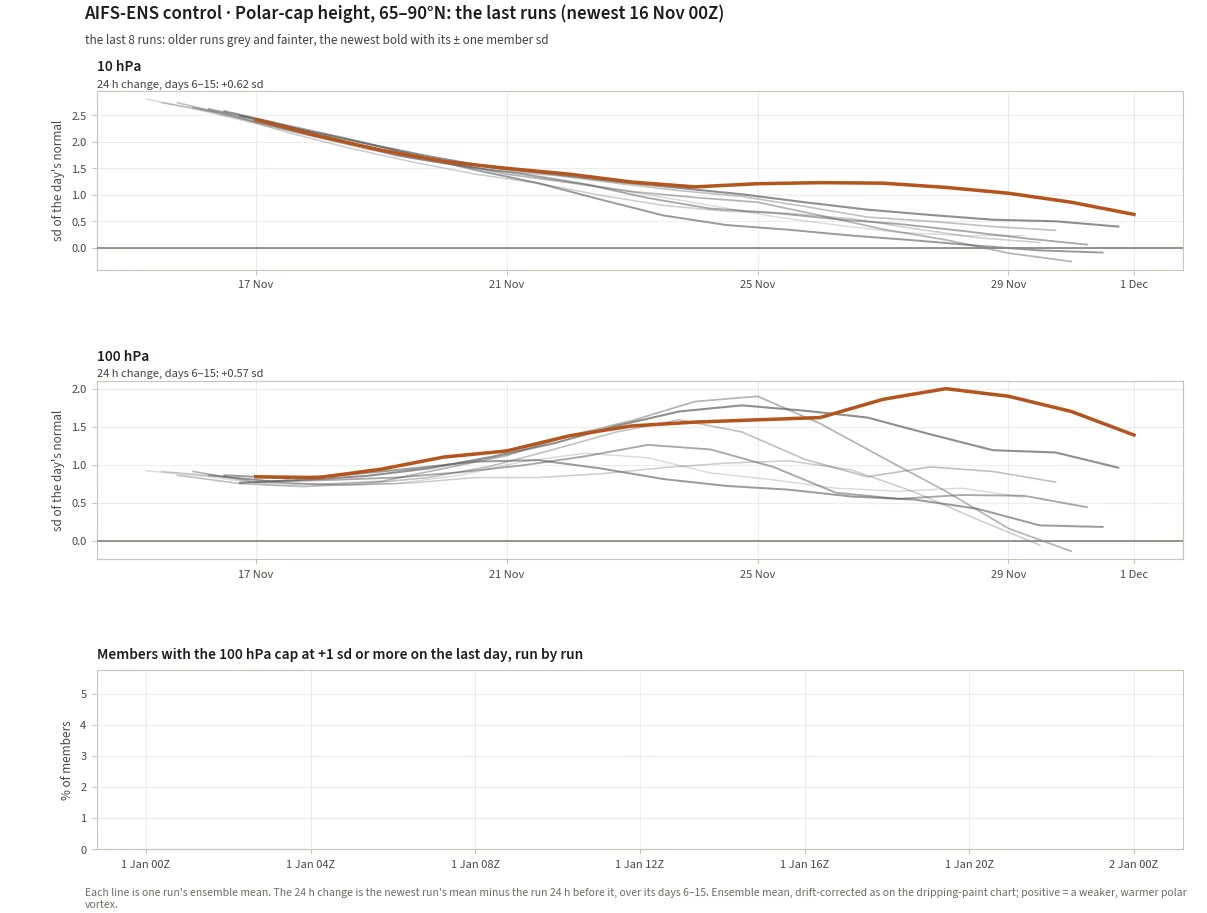 AIFS-ENS control · Polar-cap height, 65–90°N: the last runs (newest 16 Nov 00Z)
the last 8 runs: older runs grey and fainter, the newest bold with its ± one member sd
10 hPa
24 h change, days 6–15: +0.62 sd
sd of the day's normal
2.5
2.0
1.5
1.0
0.5
0.0
17 Nov
21 Nov
25 Nov
29 Nov
1 Dec
100 hPa
24 h change, days 6–15: +0.57 sd
sd of the day's normal
2.0
1.5
1.0
0.5
0.0
17 Nov
21 Nov
25 Nov
29 Nov
1 Dec
Members with the 100 hPa cap at +1 sd or more on the last day, run by run
% of members
5
4
3
2
1
0
1 Jan 00Z
1 Jan 04Z
1 Jan 08Z
1 Jan 12Z
1 Jan 16Z
1 Jan 20Z
2 Jan 00Z
Each line is one run's ensemble mean. The 24 h change is the newest run's mean minus the run 24 h before it, over its days 6–15. Ensemble mean, drift-corrected as on the dripping-paint chart; positive = a weaker, warmer polar
vortex.